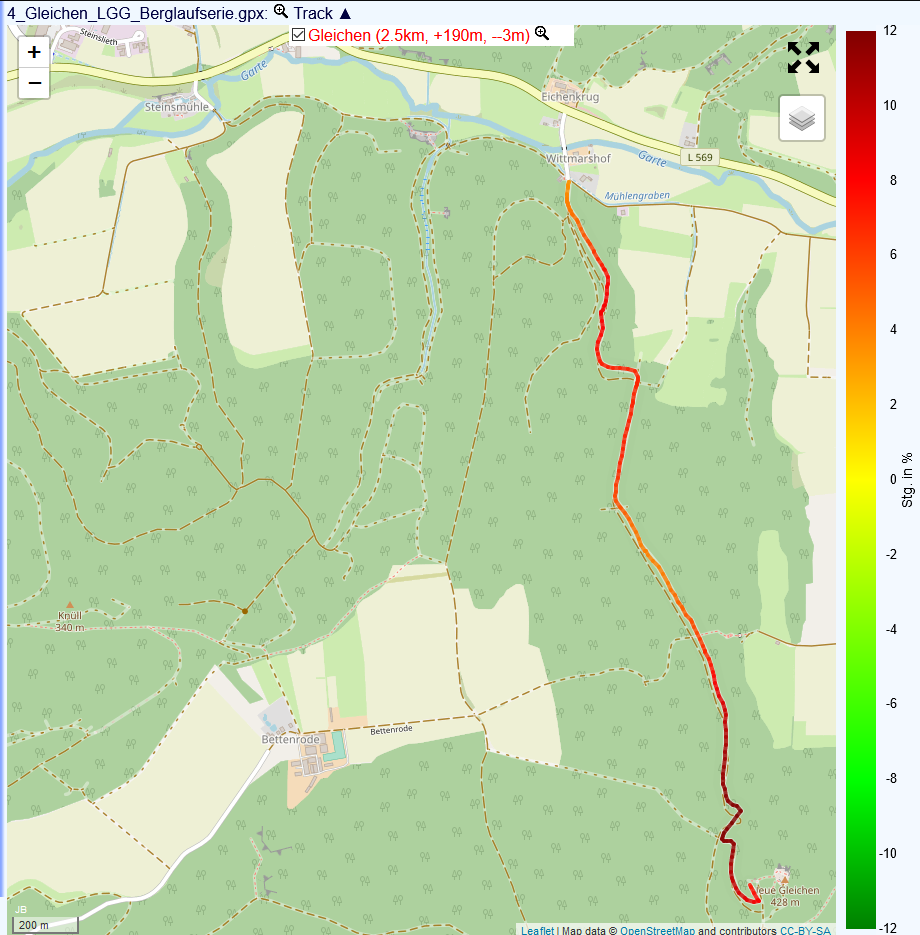 4_Gleichen_LGG_Berglaufserie.gpx: Track ▲
Gleichen (2.5km, +190m, --3m)
+
−
Steinslieth
Garte
Steinsmühle
Eichenkrug
Wittmarshof
Garte
L 569
Mühlengraben
Knüll
340 m
Bettenrode
Bettenrode
Neue Gleichen
428 m
JB
200 m
Leaflet | Map data © OpenStreetMap and contributors CC-BY-SA
12
10
8
6
4
2
0
-2
-4
-6
-8
-10
-12
Stg. in %